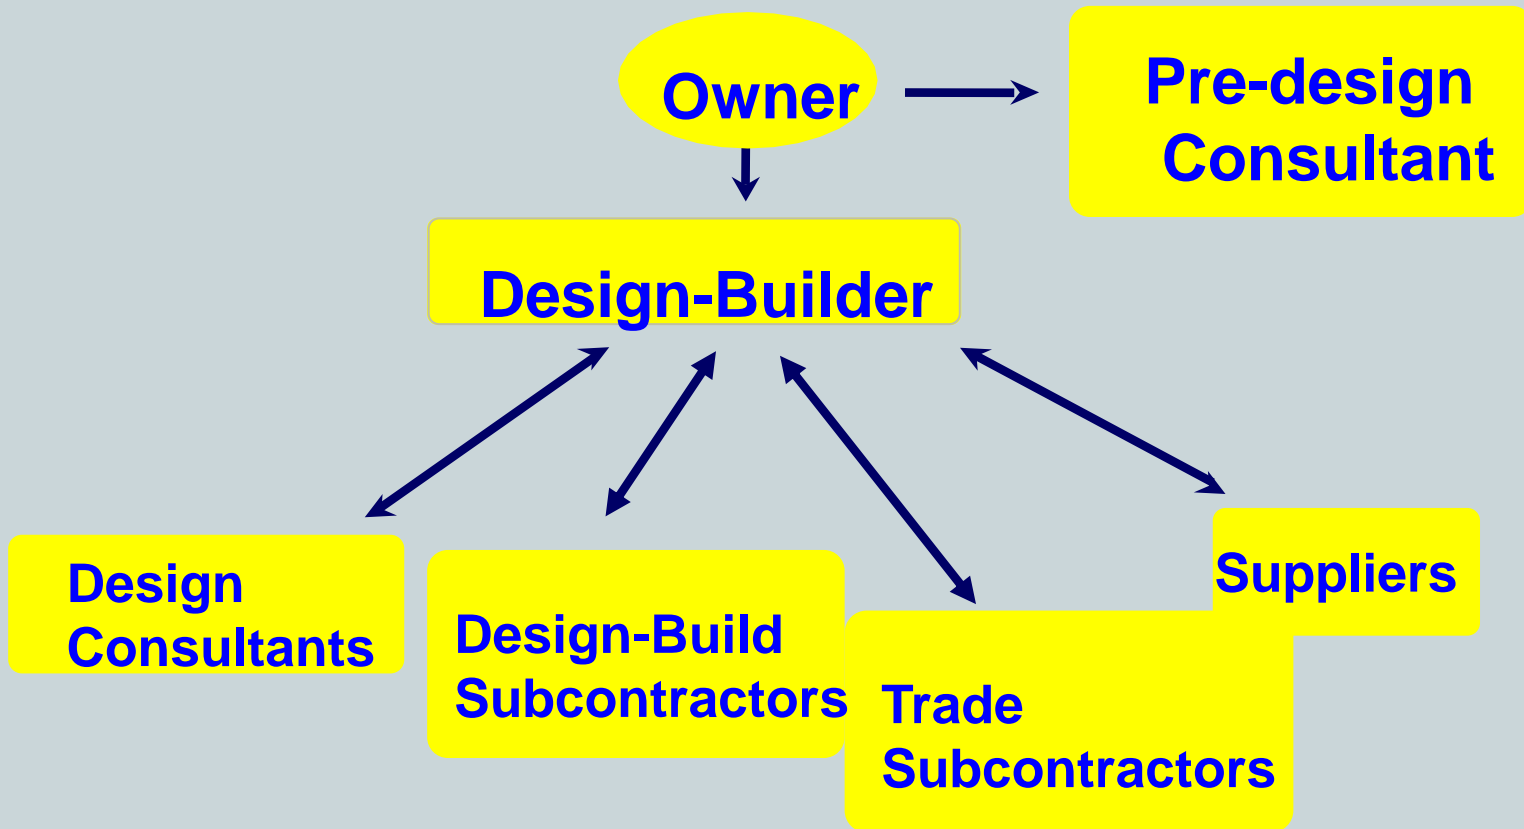 Owner
Pre-design
Consultant
Design-Builder
Design
Consultants
Design-Build
Subcontractors
Trade
Subcontractors
Suppliers